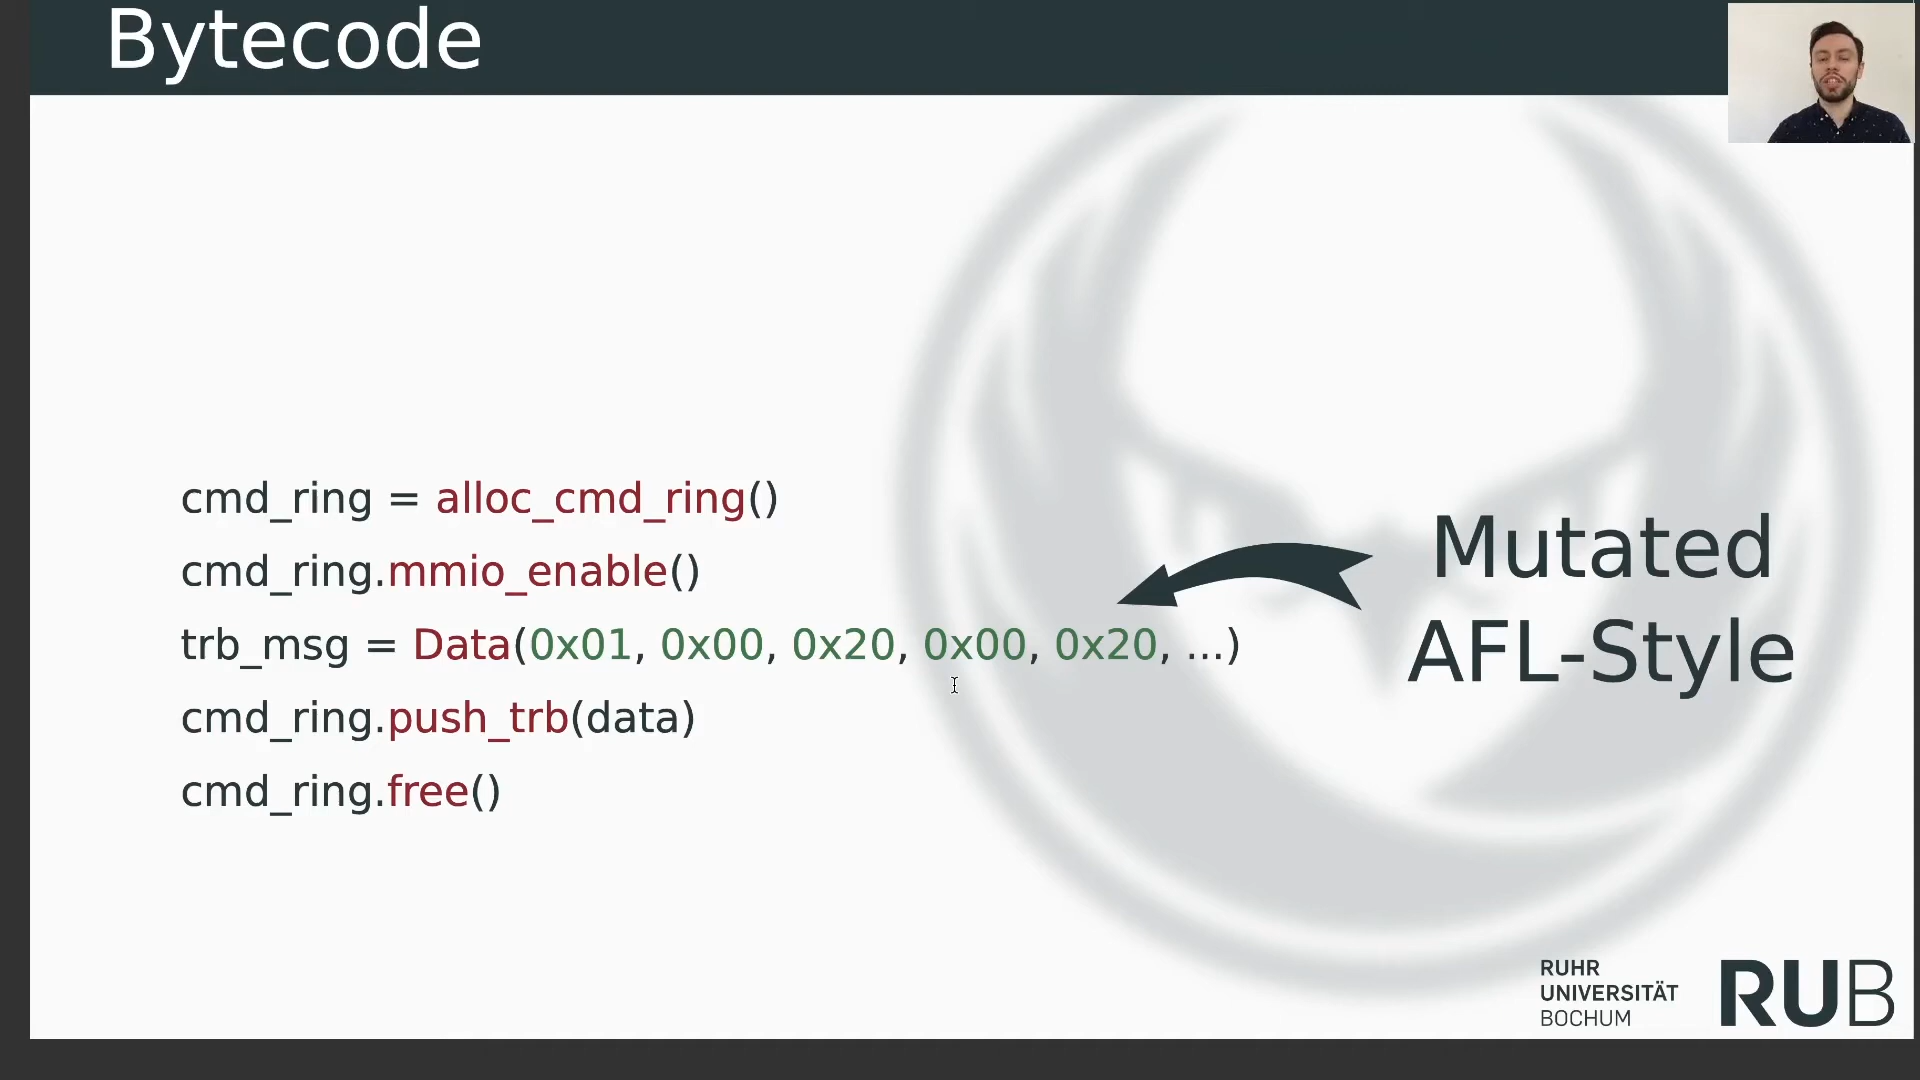 Bytecode
cmd_ring = alloc_cmd_ring()
cmd_ring.mmio_enable()
trb_msg = Data(0x01, 0x00, 0x20, 0x00, 0x20, ...)
cmd_ring.push_trb(data)
cmd_ring.free()
Mutated
AFL-Style
RUHR
UNIVERSITÄT
BOCHUM
RUB